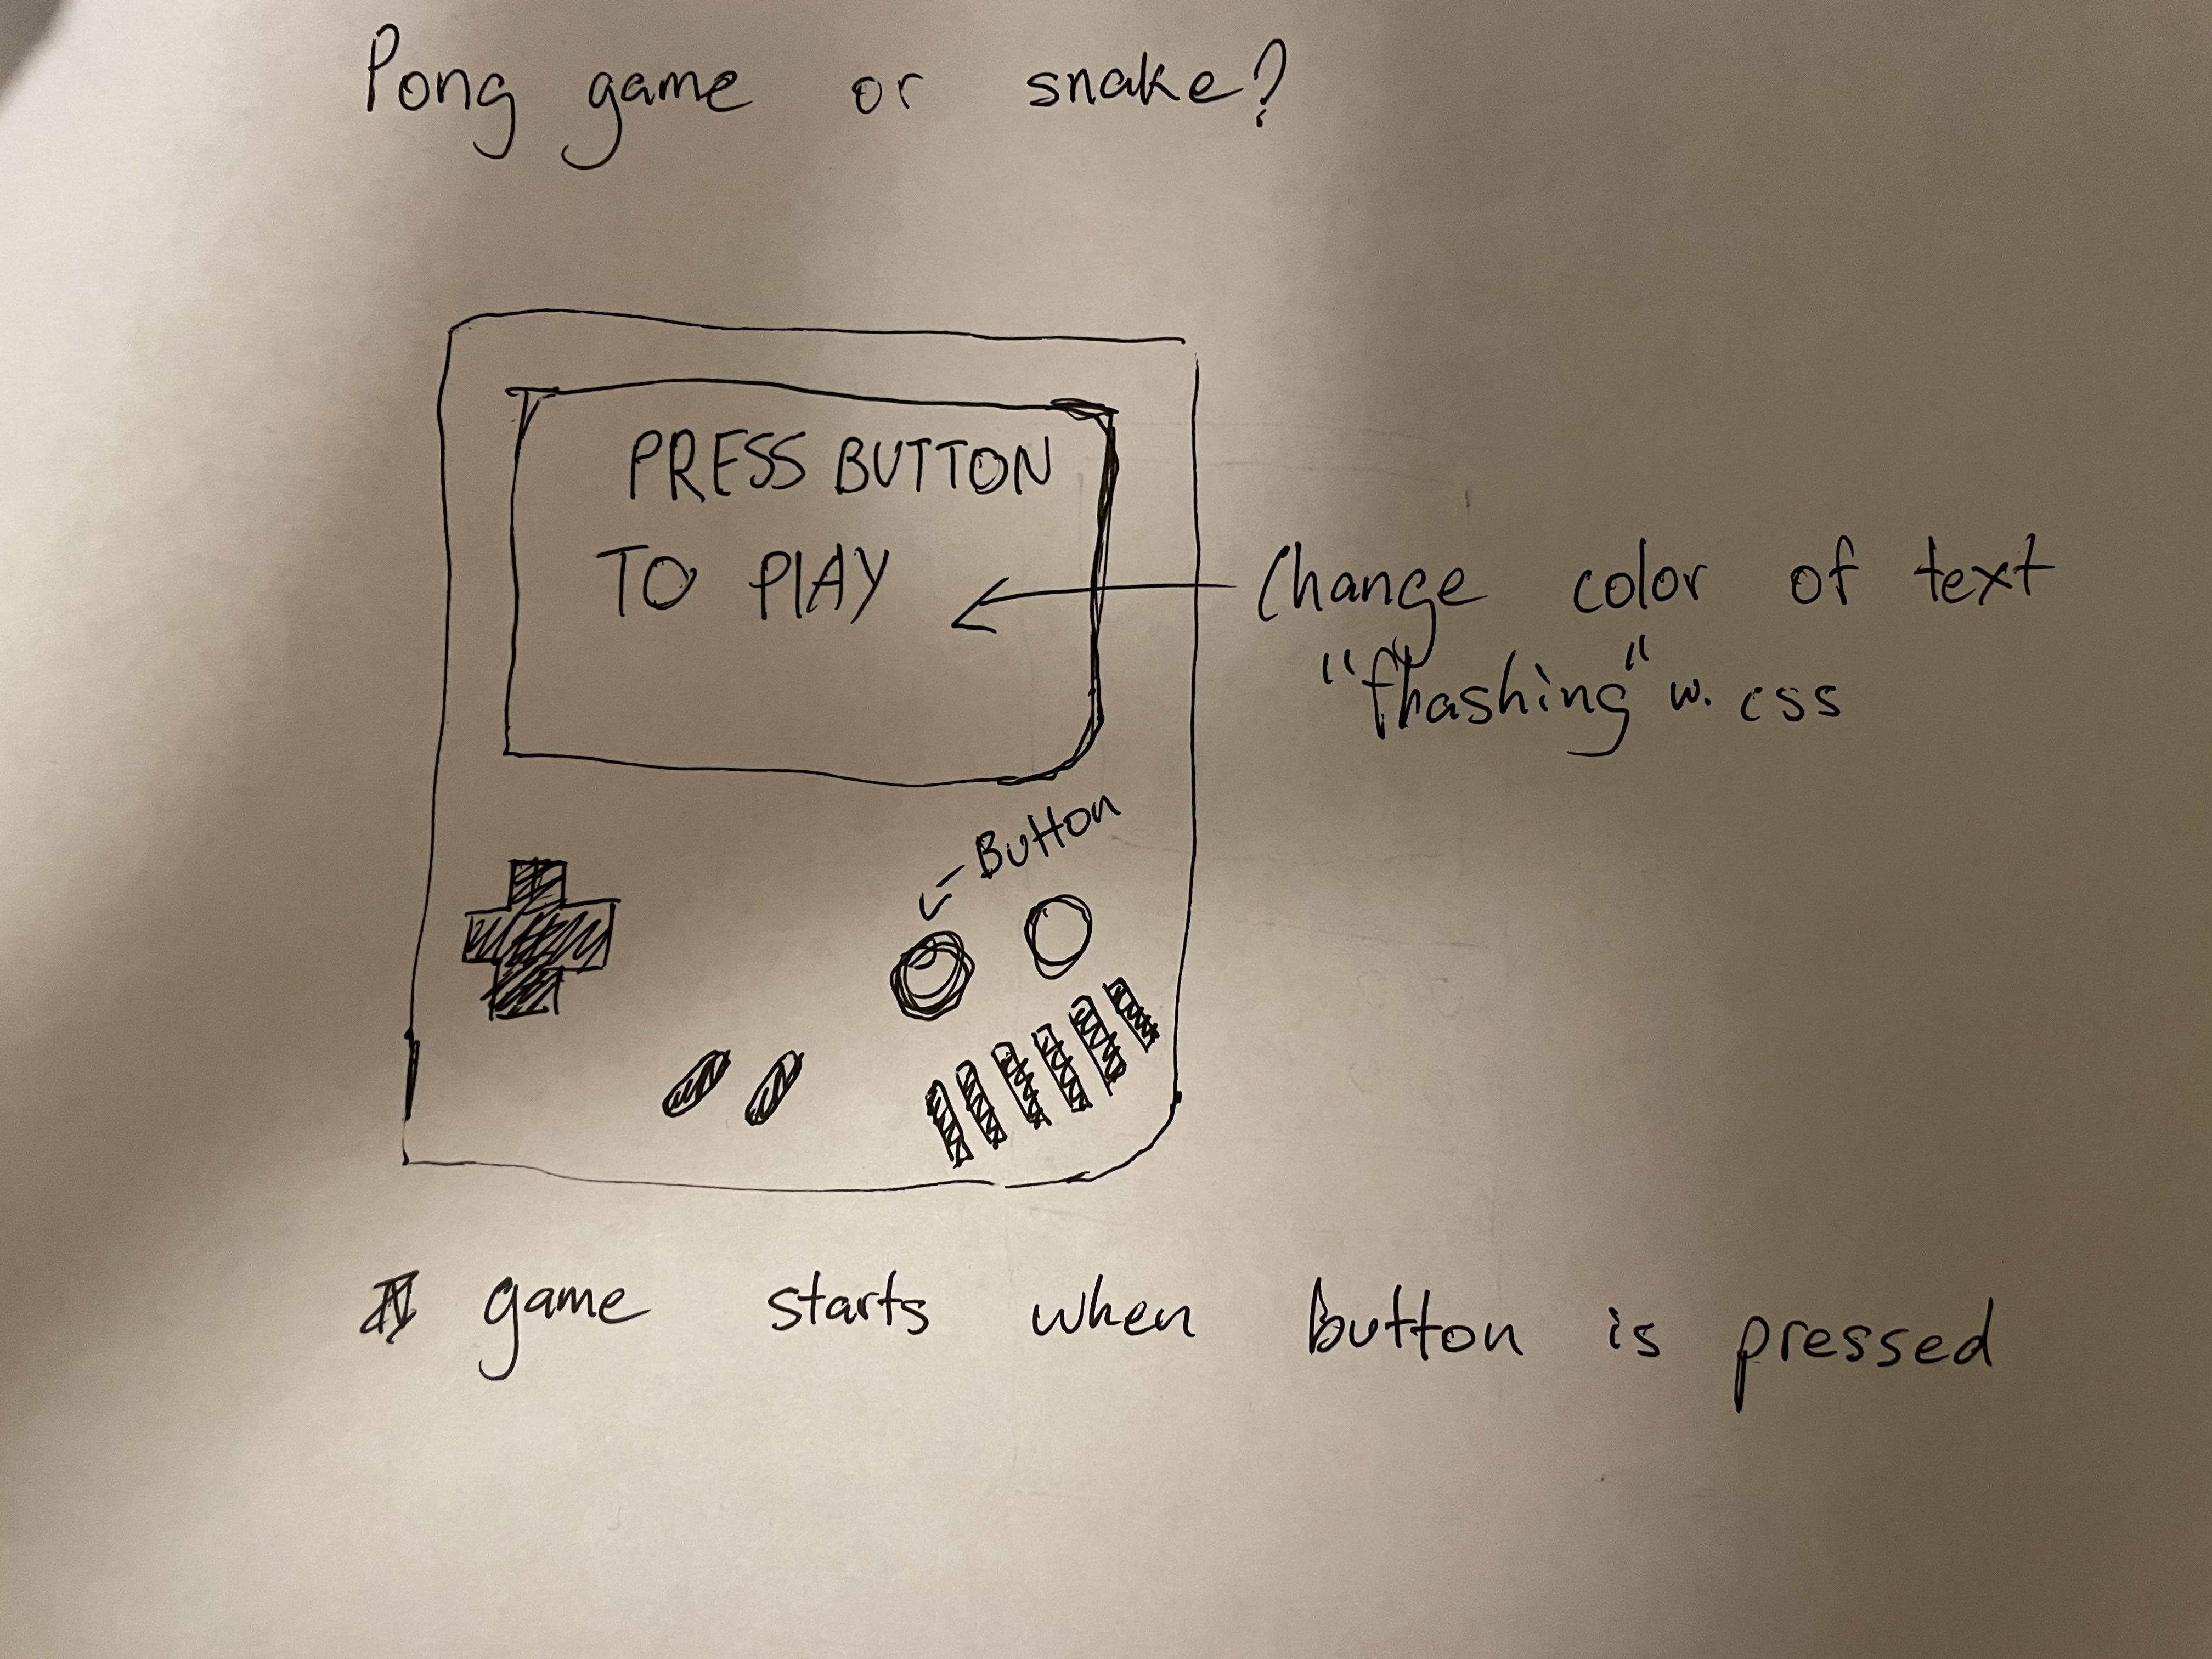 Pong game or snake?
PRESS BUTTON
TO PLAY
Change color of text
"flhashing" w. css
Button
game starts when button is pressed